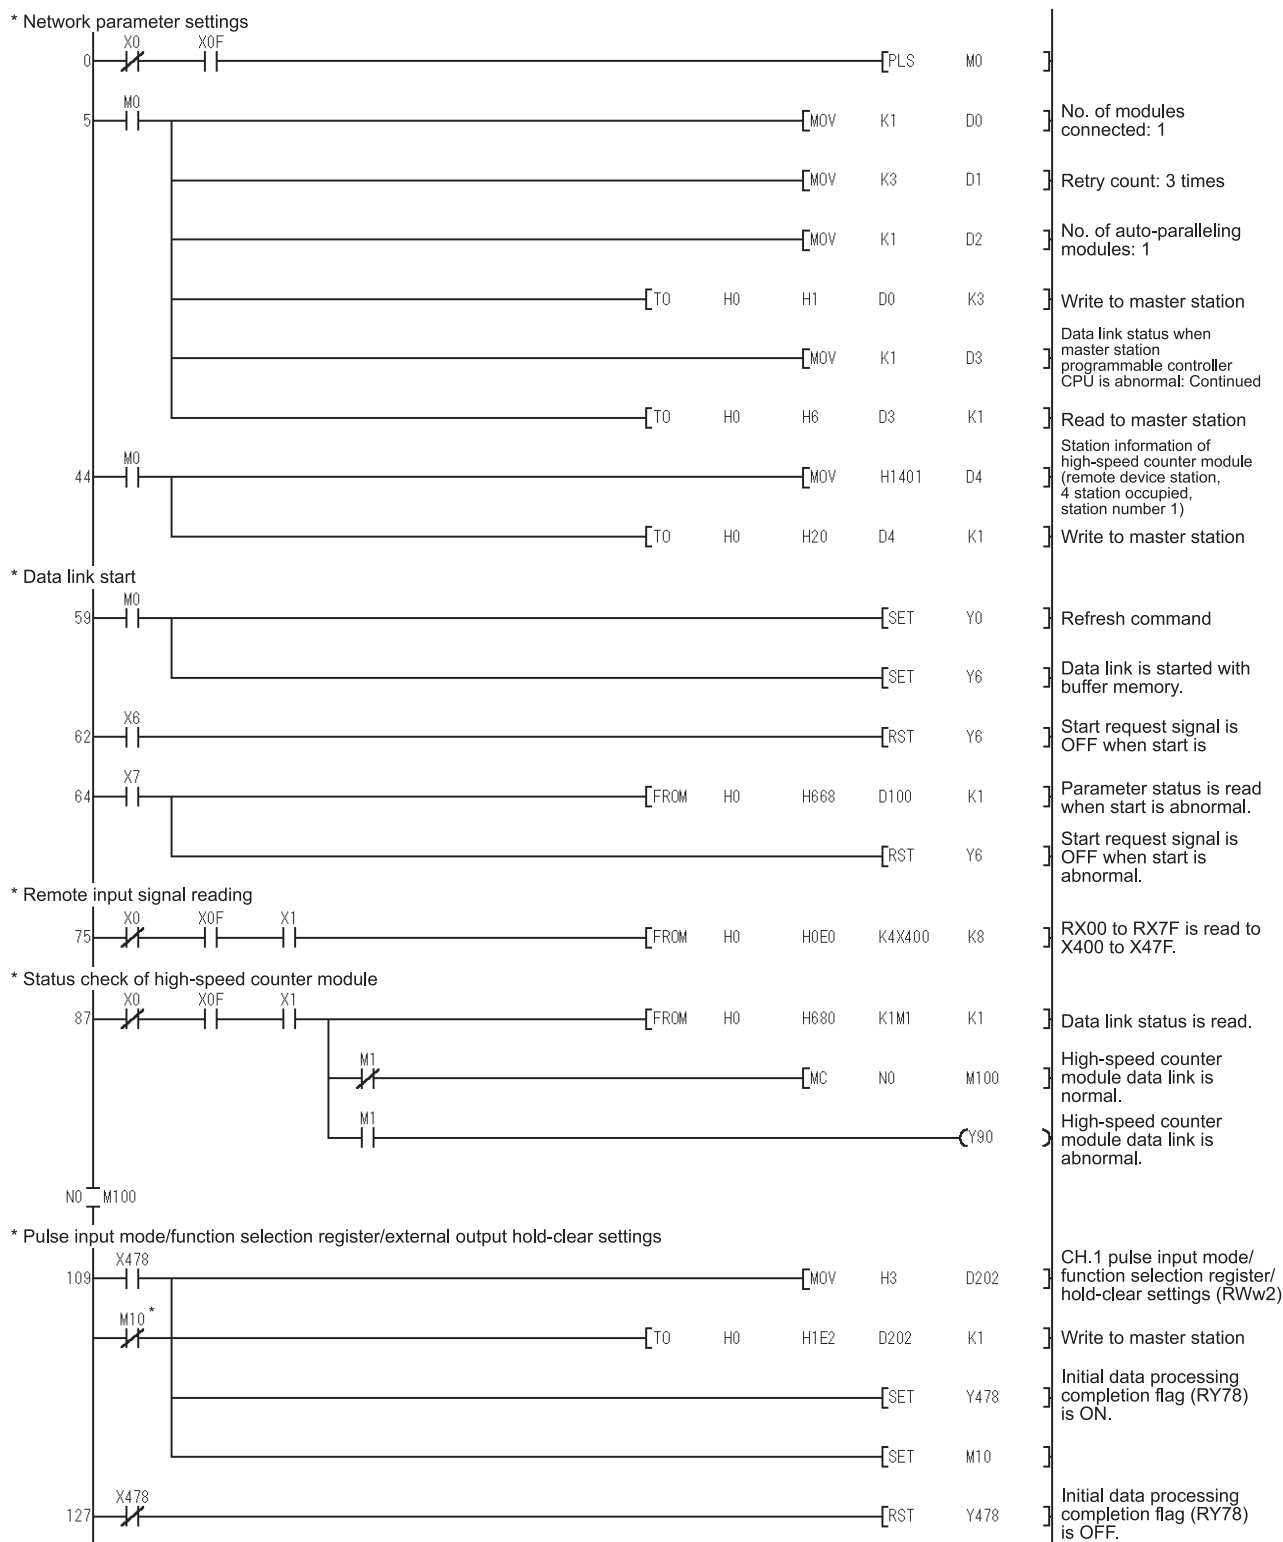 * Network parameter settings
X0 X0F
0 [PLS M0 ]
M0
5 [MOV K1 D0 ] No. of modules
connected: 1
[MOV K3 D1 ] Retry count: 3 times
[MOV K1 D2 ] No. of auto-paralleling
modules: 1
[TO H0 H1 D0 K3 ] Write to master station
[MOV K1 D3 ] Data link status when
master station
programmable controller
CPU is abnormal: Continued
[TO H0 H6 D3 K1 ] Read to master station
M0
44 [MOV H1401 D4 ] Station information of
high-speed counter module
(remote device station,
4 station occupied,
station number 1)
[TO H0 H20 D4 K1 ] Write to master station
* Data link start
M0
59 [SET Y0 ] Refresh command
[SET Y6 ] Data link is started with
buffer memory.
X6
62 [RST Y6 ] Start request signal is
OFF when start is
X7
64 [FROM H0 H668 D100 K1 ] Parameter status is read
when start is abnormal.
[RST Y6 ] Start request signal is
OFF when start is
abnormal.
* Remote input signal reading
X0 X0F X1
75 [FROM H0 H0E0 K4X400 K8 ] RX00 to RX7F is read to
X400 to X47F.
* Status check of high-speed counter module
X0 X0F X1
87 [FROM H0 H680 K1M1 K1 ] Data link status is read.
M1
[MC N0 M100 ] High-speed counter
module data link is
normal.
M1
(Y90 ) High-speed counter
module data link is
abnormal.
N0 M100
* Pulse input mode/function selection register/external output hold-clear settings
X478
109 [MOV H3 D202 ] CH.1 pulse input mode/
function selection register/
hold-clear settings (RWw2)
M10 *
[TO H0 H1E2 D202 K1 ] Write to master station
[SET Y478 ] Initial data processing
completion flag (RY78)
is ON.
[SET M10 ]
X478
127 [RST Y478 ] Initial data processing
completion flag (RY78)
is OFF.